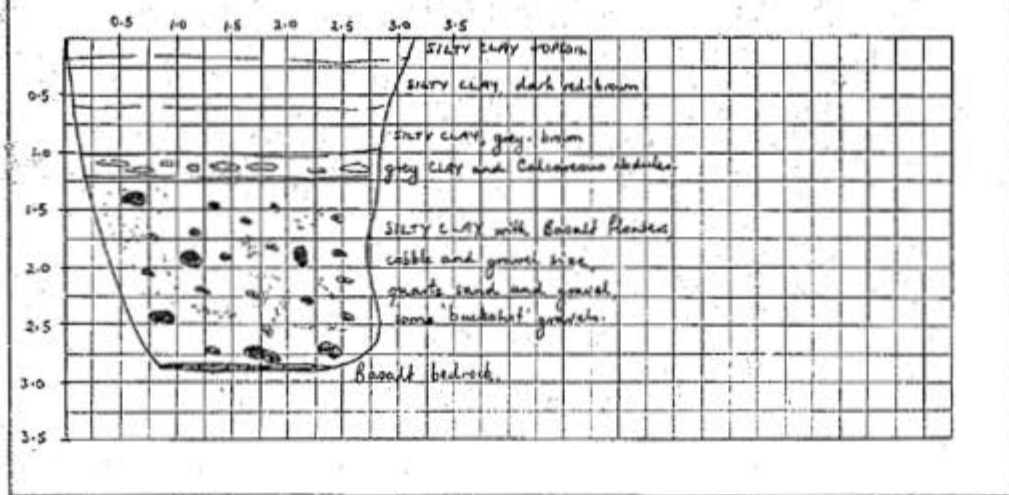 0.5 1.0 1.5 2.0 2.5 3.0 3.5
SILTY CLAY TOPSOIL
SILTY CLAY, dark red-brown
0.5
SILTY CLAY, grey-brown
1.0
grey CLAY and Calcareous Nodules.
1.5
SILTY CLAY with Basalt Floaters,
cobble and gravel size,
2.0
quartz sand and gravel,
some "buckshot" gravels.
2.5
Basalt bedrock.
3.0
3.5